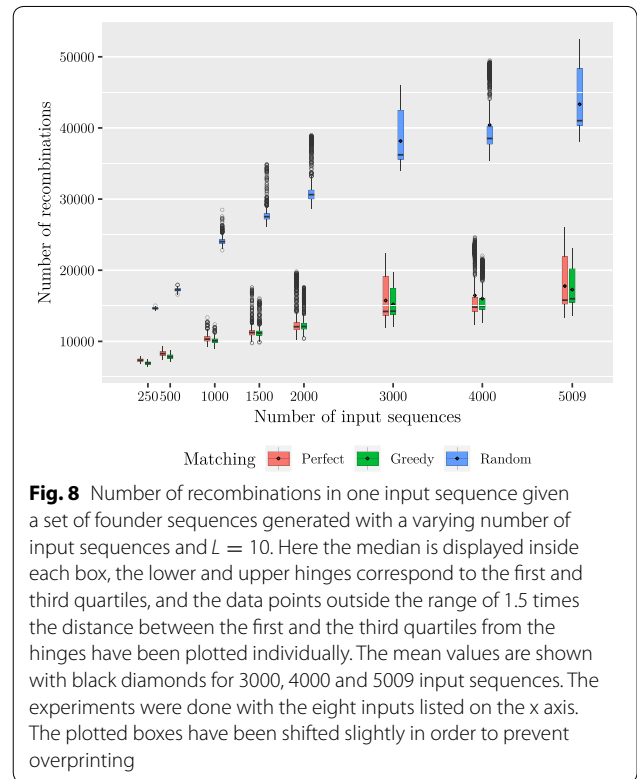 50000
40000
30000
20000
10000
Number of recombinations
250 500 1000 1500 2000 3000 4000 5009
Number of input sequences
Matching Perfect Greedy Random
Fig. 8 Number of recombinations in one input sequence given
a set of founder sequences generated with a varying number of
input sequences and L = 10. Here the median is displayed inside
each box, the lower and upper hinges correspond to the first and
third quartiles, and the data points outside the range of 1.5 times
the distance between the first and the third quartiles from the
hinges have been plotted individually. The mean values are shown
with black diamonds for 3000, 4000 and 5009 input sequences. The
experiments were done with the eight inputs listed on the x axis.
The plotted boxes have been shifted slightly in order to prevent
overprinting